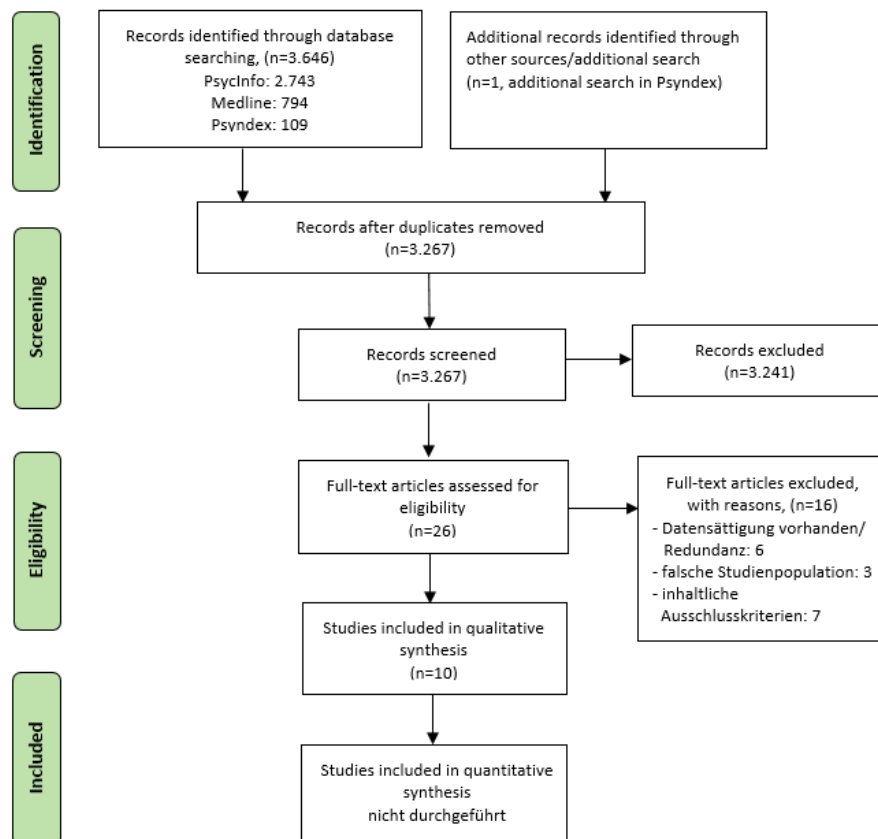 Identification
Records identified through database
searching, (n=3.646)
PsycInfo: 2.743
Medline: 794
Psyndex: 109
Additional records identified through
other sources/additional search
(n=1, additional search in Psyndex)
Screening
Records after duplicates removed
(n=3.267)
Records screened
(n=3.267)
Records excluded
(n=3.241)
Eligibility
Full-text articles assessed for
eligibility
(n=26)
Full-text articles excluded,
with reasons, (n=16)
- Datensättigung vorhanden/
Redundanz: 6
- falsche Studienpopulation: 3
- inhaltliche
Ausschlusskriterien: 7
Studies included in qualitative
synthesis
(n=10)
Included
Studies included in quantitative
synthesis
nicht durchgeführt